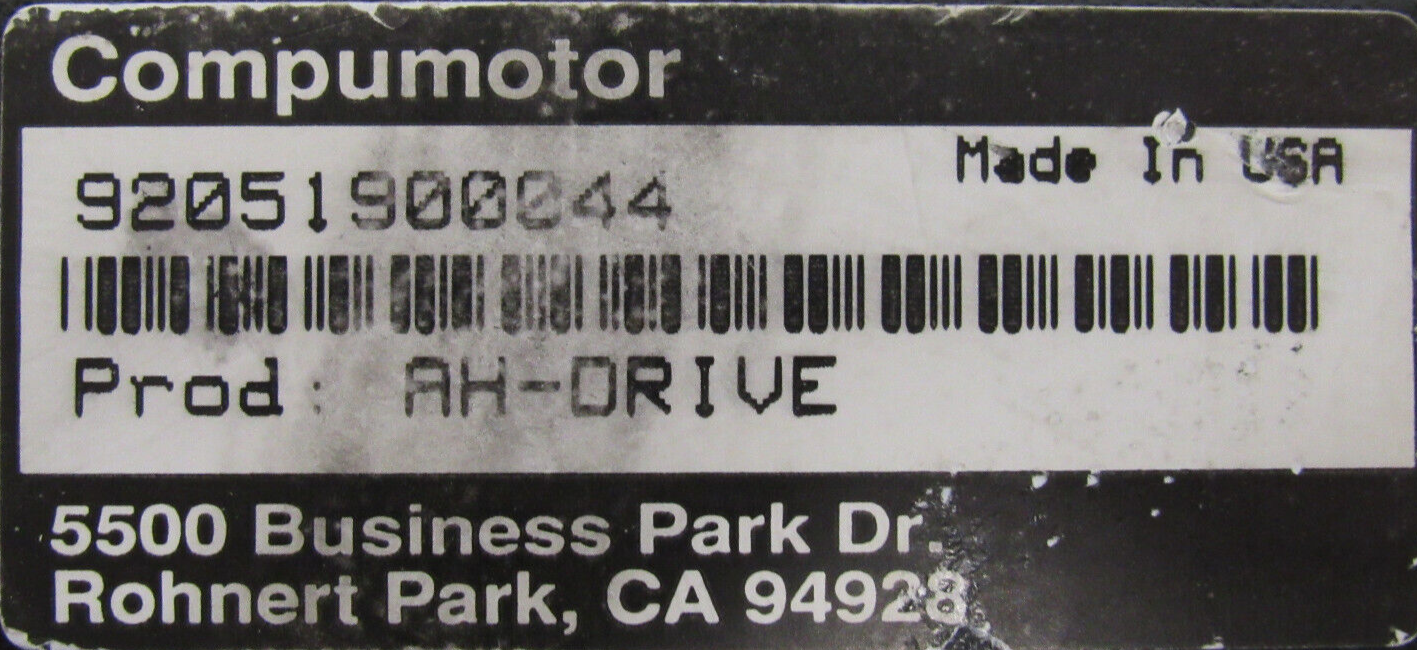 Compumotor
Made In USA
92051900044
Prod: AH-DRIVE
5500 Business Park Dr.
Rohnert Park, CA 94928